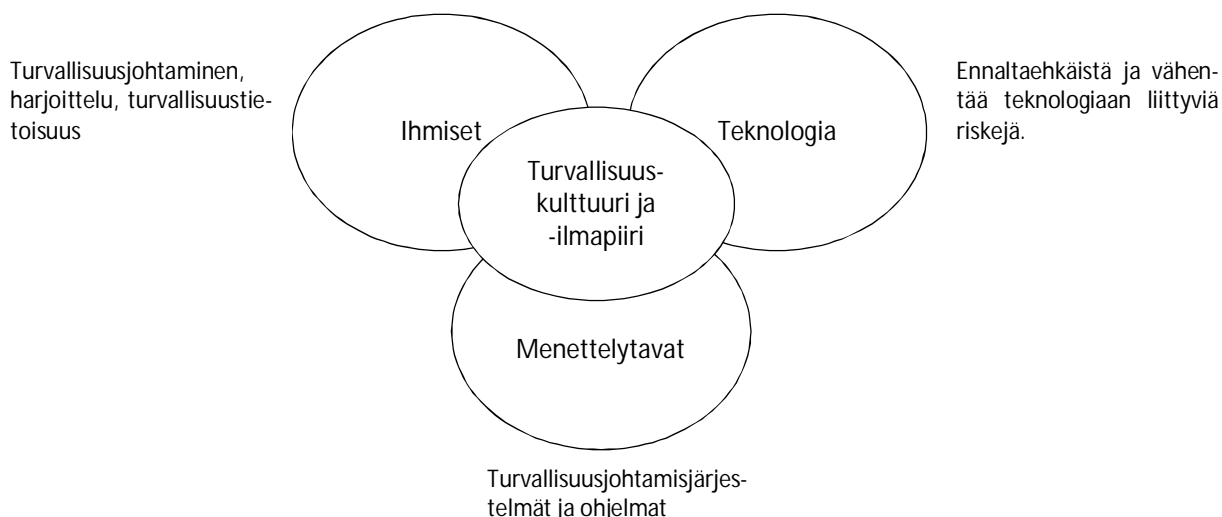 Turvallisuusjohtaminen,
harjoittelu, turvallisuustie-
toisuus
Ihmiset
Teknologia
Ennaltaehkäistä ja vähen-
tää teknologiaan liittyviä
riskejä.
Turvallisuus-
kulttuuri ja
-ilmapiiri
Menettelytavat
Turvallisuusjohtamisjärjes-
telmät ja ohjelmat